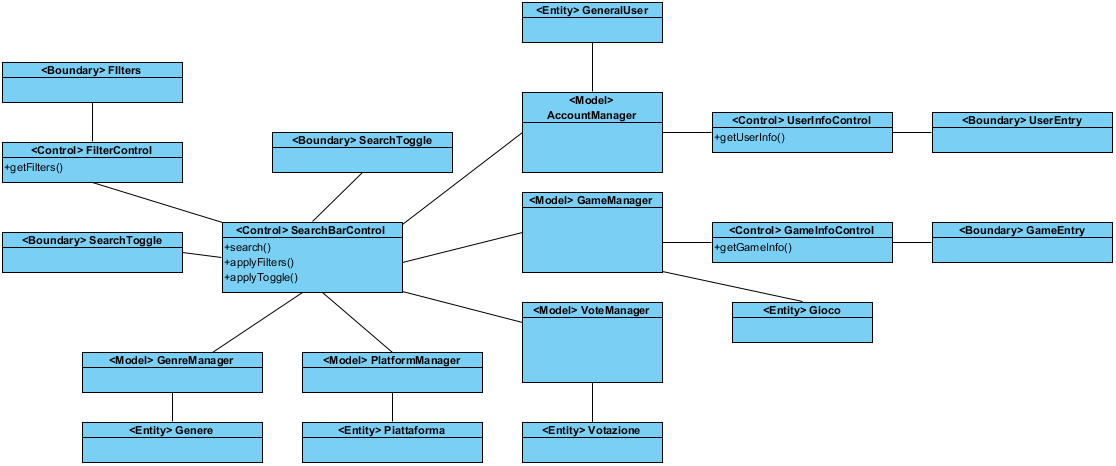 <Entity> GeneralUser
<Boundary> FIlters
<Model>
AccountManager
<Control> UserInfoControl
+getUserInfo()
<Boundary> UserEntry
<Boundary> SearchToggle
<Control> FilterControl
+getFilters()
<Model> GameManager
<Control> SearchBarControl
+search()
+applyFilters()
+applyToggle()
<Boundary> SearchToggle
<Control> GameInfoControl
+getGameInfo()
<Boundary> GameEntry
<Model> VoteManager
<Entity> Gioco
<Model> GenreManager
<Model> PlatformManager
<Entity> Genere
<Entity> Piattaforma
<Entity> Votazione